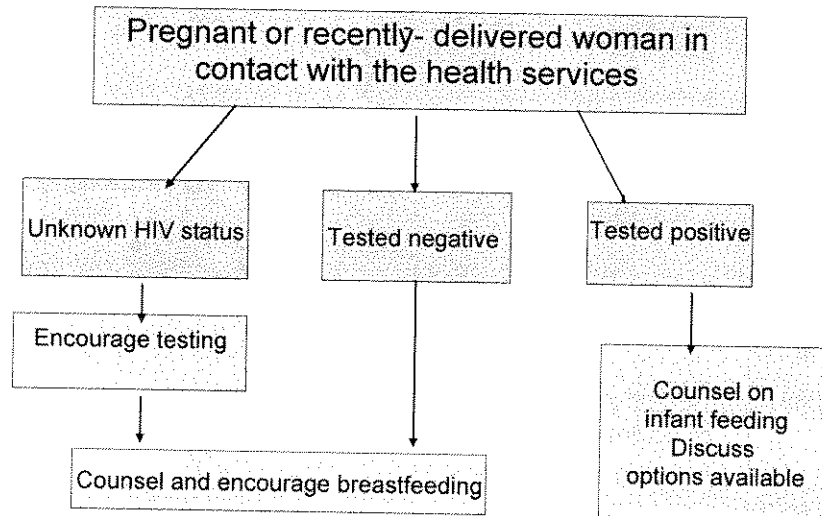 Pregnant or recently- delivered woman in
contact with the health services
Unknown HIV status
Tested negative
Tested positive
Encourage testing
Counsel on
infant feeding
Discuss
options available
Counsel and encourage breastfeeding